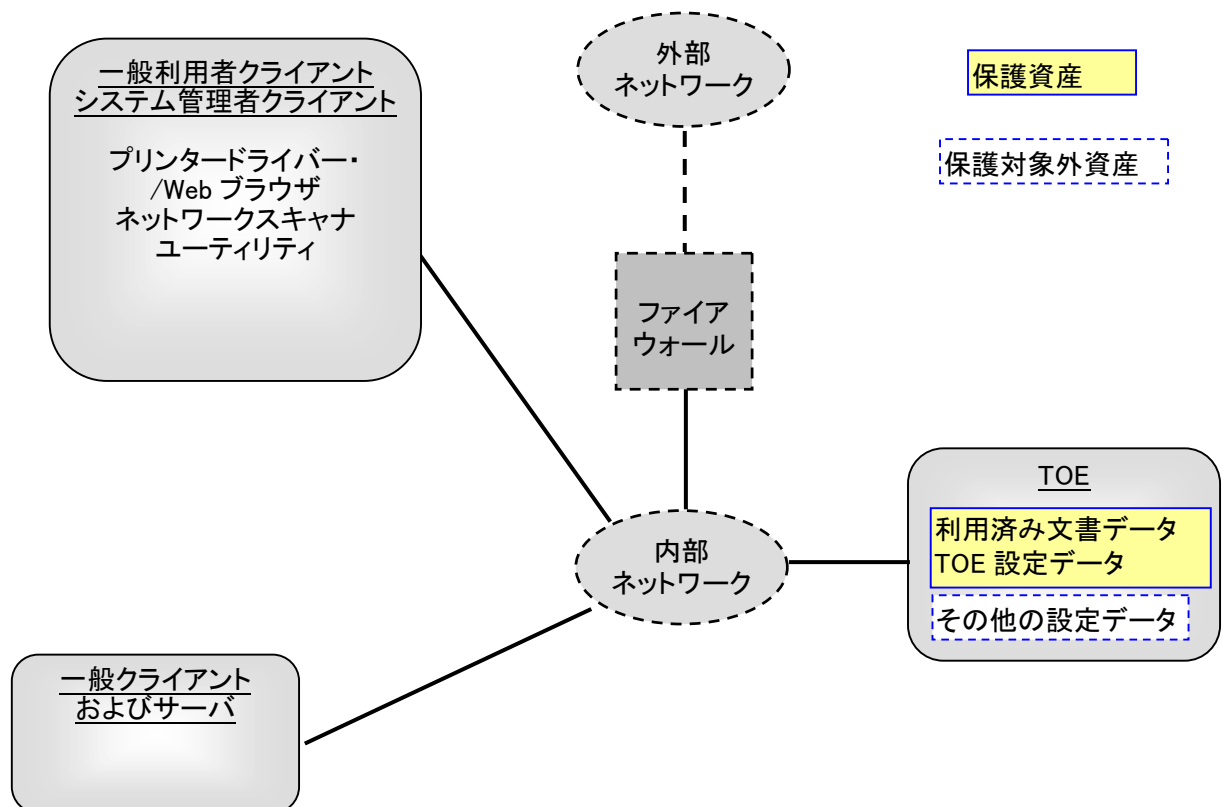 一般利用者クライアント
システム管理者クライアント
プリンタードライバー・
/Web ブラウザ
ネットワークスキャナ
ユーティリティ
外部
ネットワーク
保護資産
保護対象外資産
ファイア
ウォール
TOE
利用済み文書データ
TOE 設定データ
その他の設定データ
内部
ネットワーク
一般クライアント
およびサーバ